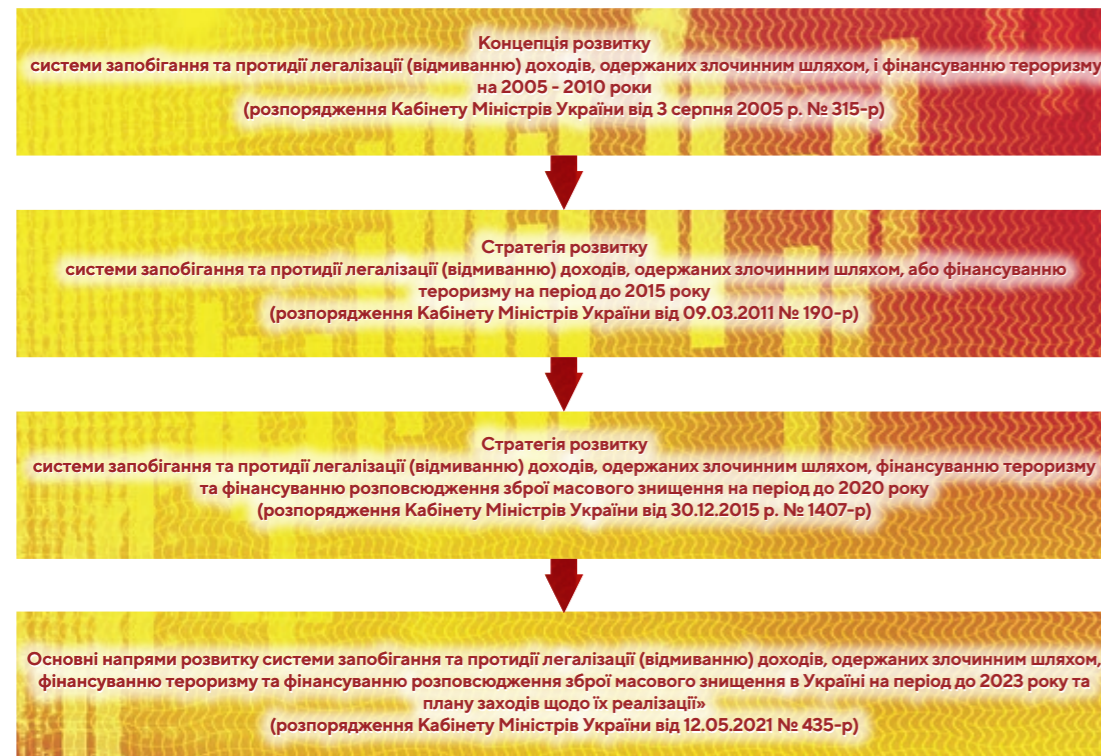 Концепція розвитку
системи запобігання та протидії легалізації (відмиванню) доходів, одержаних злочинним шляхом, і фінансуванню тероризму
на 2005 - 2010 роки
(розпорядження Кабінету Міністрів України від 3 серпня 2005 р. № 315-р)
Стратегія розвитку
системи запобігання та протидії легалізації (відмиванню) доходів, одержаних злочинним шляхом, або фінансуванню
тероризму на період до 2015 року
(розпорядження Кабінету Міністрів України від 09.03.2011 № 190-р)
Стратегія розвитку
системи запобігання та протидії легалізації (відмиванню) доходів, одержаних злочинним шляхом, фінансуванню тероризму
та фінансуванню розповсюдження зброї масового знищення на період до 2020 року
(розпорядження Кабінету Міністрів України від 30.12.2015 р. № 1407-р)
Основні напрями розвитку системи запобігання та протидії легалізації (відмиванню) доходів, одержаних злочинним шляхом,
фінансуванню тероризму та фінансуванню розповсюдження зброї масового знищення в Україні на період до 2023 року та
плану заходів щодо їх реалізації»
(розпорядження Кабінету Міністрів України від 12.05.2021 № 435-р)